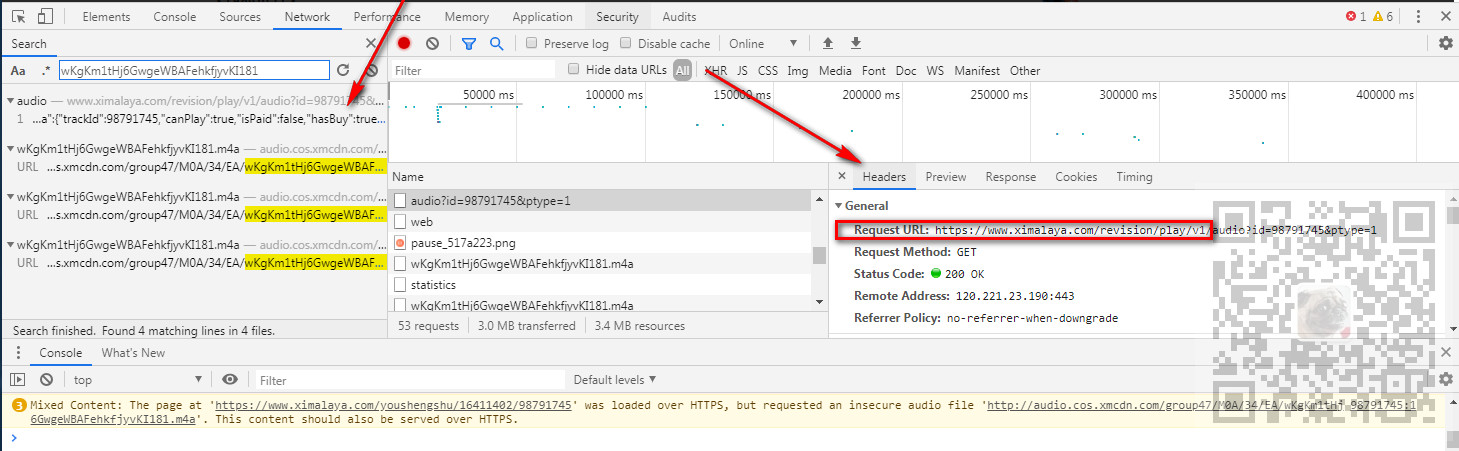 Elements Console Sources Network Performance Memory Application Security Audits 1 6
Search
Aa .* wKgKm1tHj6GwgeWBAFehkfjyvKI181
audio — www.ximalaya.com/revision/play/v1/audio?id=98791745&...
1 ...a":{"trackId":98791745,"canPlay":true,"isPaid":false,"hasBuy":true...
wKgKm1tHj6GwgeWBAFehkfjyvKI181.m4a — audio.cos.xmcdn.com/...
URL ...s.xmcdn.com/group47/M0A/34/EA/wKgKm1tHj6GwgeWBAF...
wKgKm1tHj6GwgeWBAFehkfjyvKI181.m4a — audio.cos.xmcdn.com/...
URL ...s.xmcdn.com/group47/M0A/34/EA/wKgKm1tHj6GwgeWBAF...
wKgKm1tHj6GwgeWBAFehkfjyvKI181.m4a — audio.cos.xmcdn.com/...
URL ...s.xmcdn.com/group47/M0A/34/EA/wKgKm1tHj6GwgeWBAF...
Search finished. Found 4 matching lines in 4 files.
Preserve log Disable cache Online
Filter Hide data URLs All XHR JS CSS Img Media Font Doc WS Manifest Other
50000 ms 100000 ms 150000 ms 200000 ms 250000 ms 300000 ms 350000 ms 400000 ms
Name
audio?id=98791745&ptype=1
web
pause_517a223.png
wKgKm1tHj6GwgeWBAFehkfjyvKI181.m4a
statistics
wKgKm1tHj6GwgeWBAFehkfjyvKI181.m4a
53 requests 3.0 MB transferred 3.4 MB resources
Headers Preview Response Cookies Timing
General
Request URL: https://www.ximalaya.com/revision/play/v1/audio?id=98791745&ptype=1
Request Method: GET
Status Code: 200 OK
Remote Address: 120.221.23.190:443
Referrer Policy: no-referrer-when-downgrade
Console What's New
top Filter Default levels
3 Mixed Content: The page at 'https://www.ximalaya.com/youshengshu/16411402/98791745' was loaded over HTTPS, but requested an insecure audio file 'http://audio.cos.xmcdn.com/group47/M0A/34/EA/wKgKm1tHj 98791745:1
6GwgeWBAFehkfjyvKI181.m4a'. This content should also be served over HTTPS.